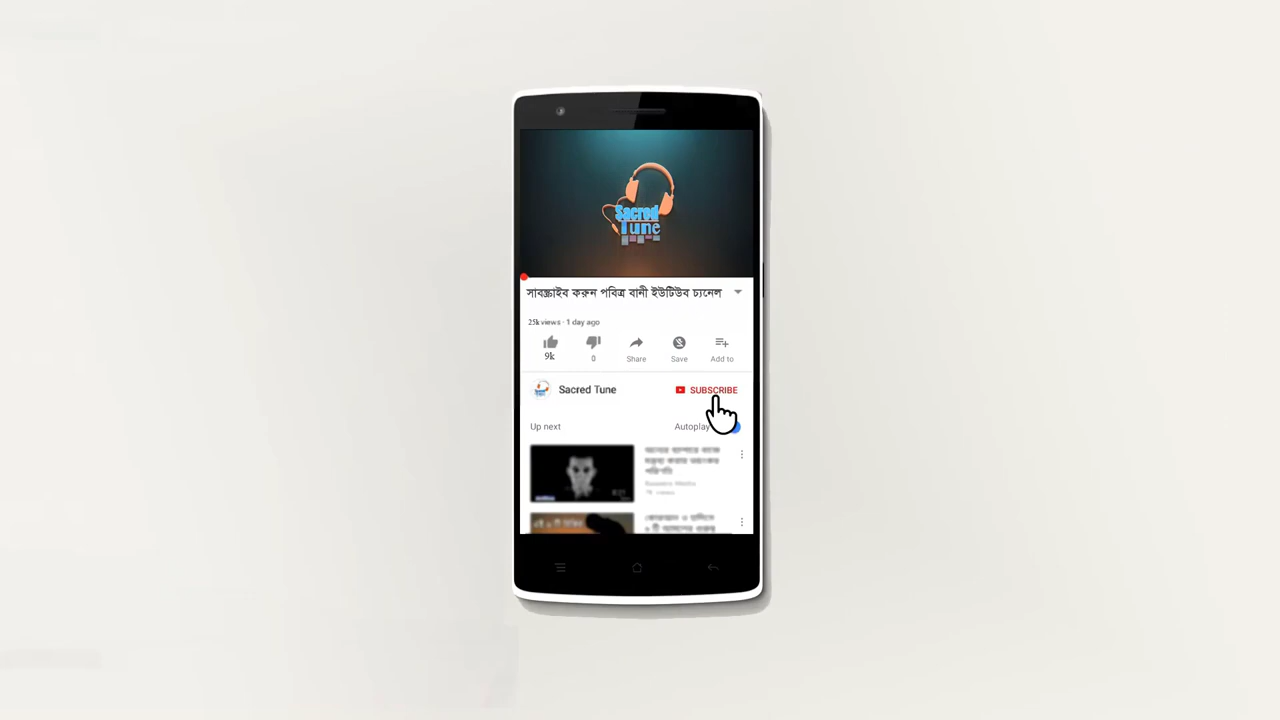 Sacred
Tune
সাবস্ক্রাইব করুন পবিত্র বানী ইউটিউব চ্যনেল
25k views · 1 day ago
9k
0
Share
Save
Add to
Sacred Tune
SUBSCRIBE
Up next
Autoplay